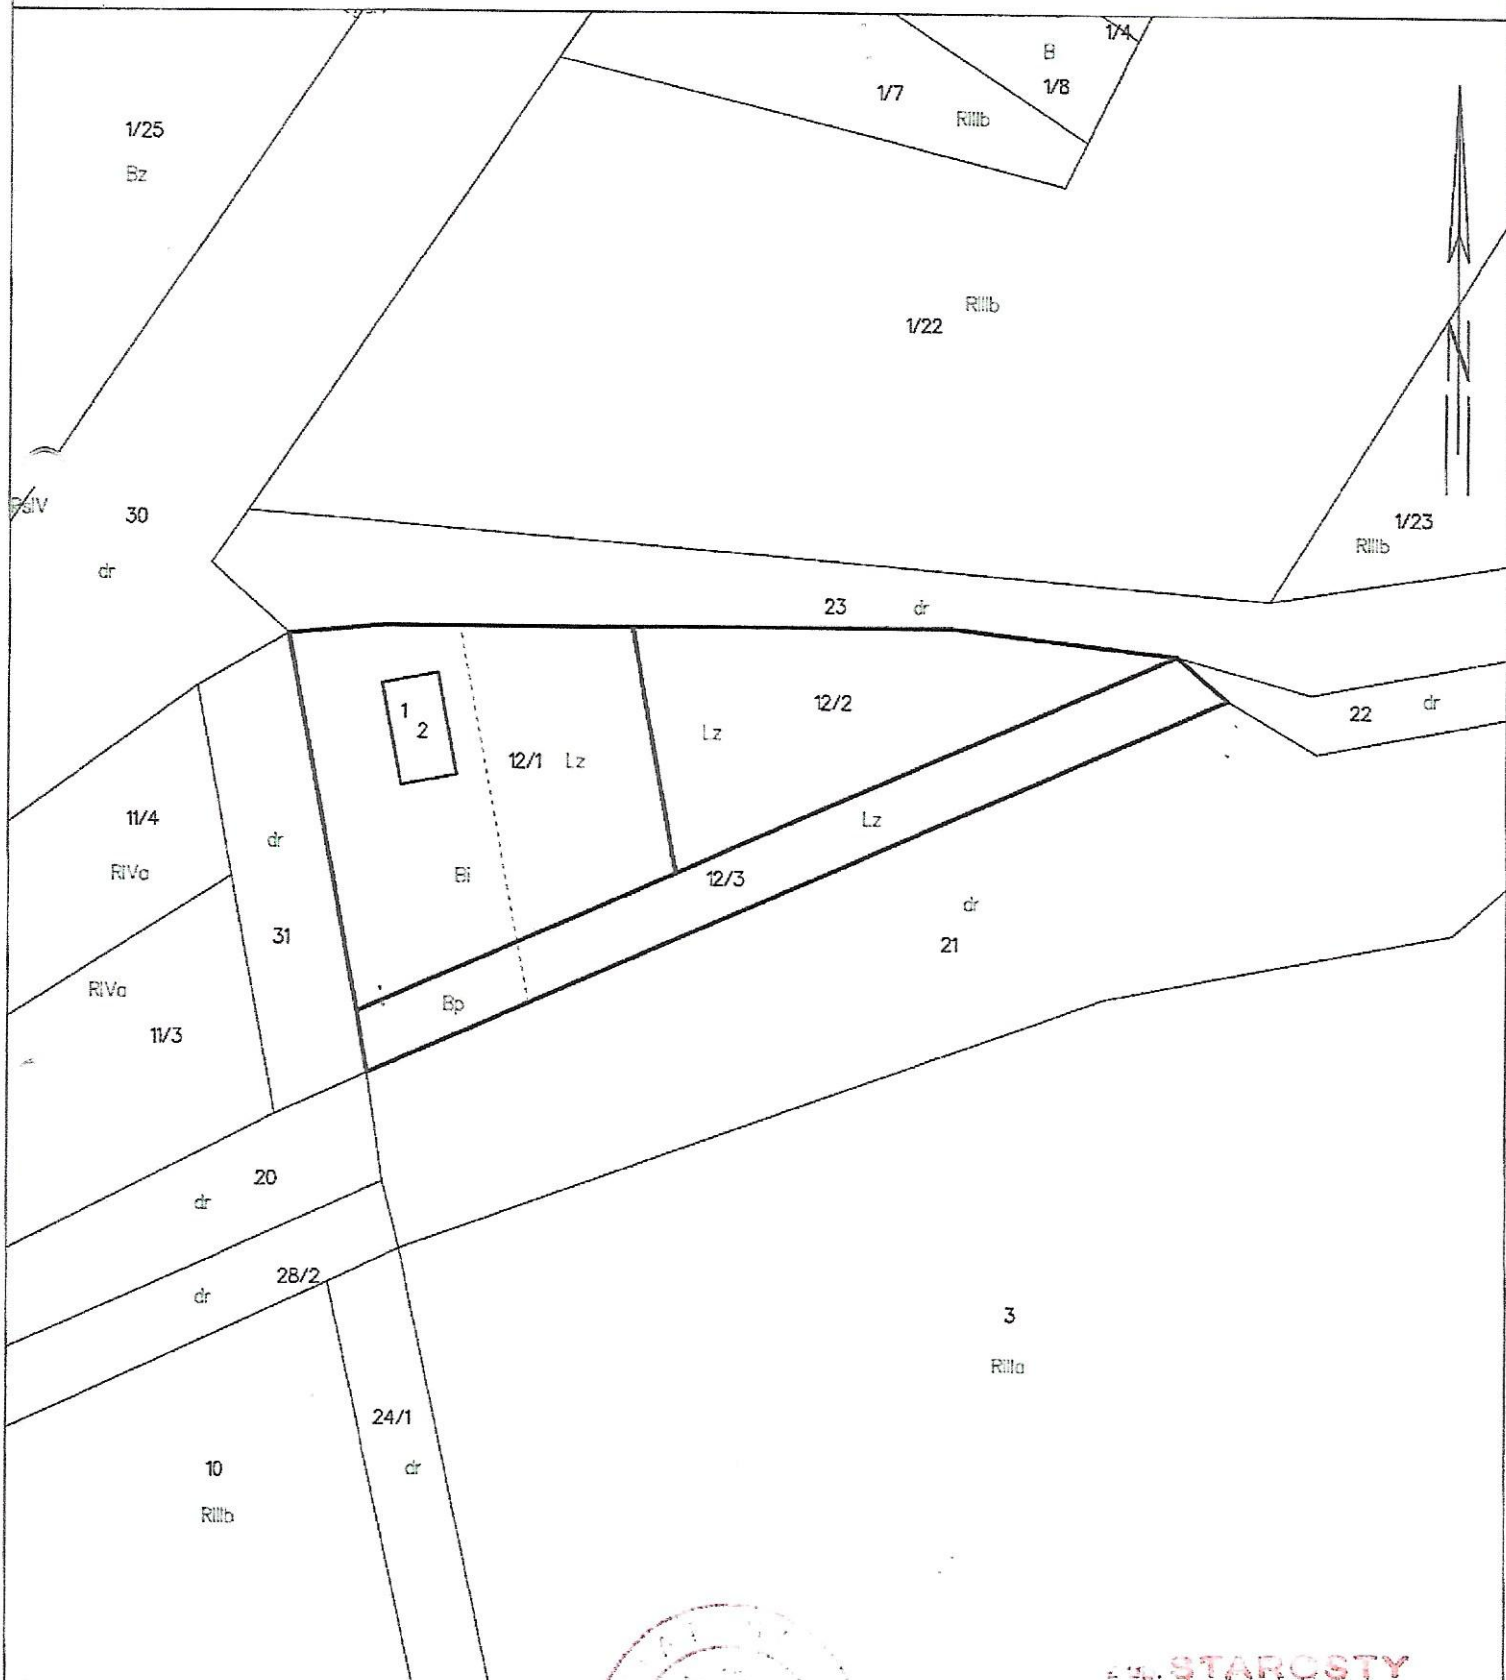 1/4
B
1/8
1/7
RIIIb
1/25
Bz
RIIIb
1/22
PsIV
30
dr
1/23
RIIIb
23 dr
12/2
22 dr
1
2
Lz
12/1 Lz
11/4
dr
Lz
RIVa
Bi
12/3
dr
31
21
RIVa
Bp
11/3
20
dr
28/2
dr
3
RIIIa
24/1
10
dr
RIIIb
STAROSTY